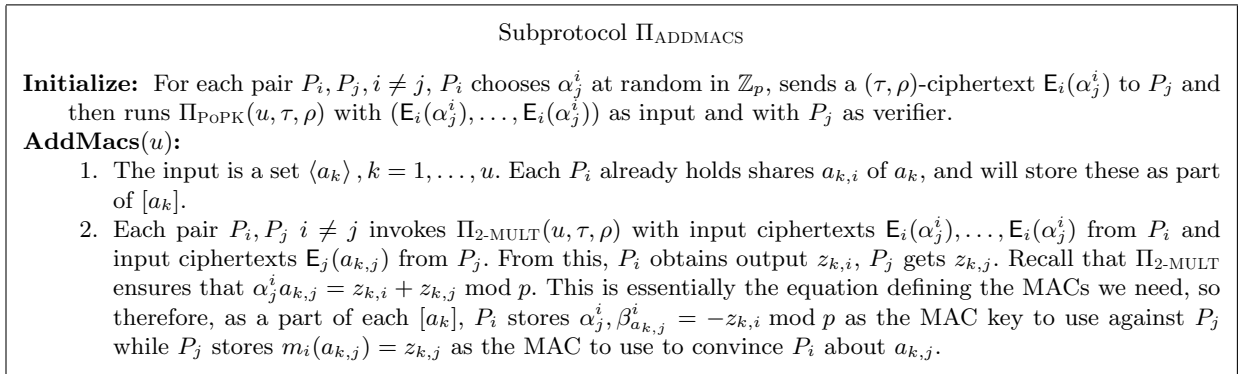 Subprotocol Π_ADDMACS
Initialize: For each pair P_i, P_j, i ≠ j, P_i chooses α^i_j at random in ℤ_p, sends a (τ, ρ)-ciphertext E_i(α^i_j) to P_j and
then runs Π_PoPK(u, τ, ρ) with (E_i(α^i_j), . . . , E_i(α^i_j)) as input and with P_j as verifier.
AddMacs(u):
1. The input is a set ⟨a_k⟩ , k = 1, . . . , u. Each P_i already holds shares a_{k,i} of a_k, and will store these as part
of [a_k].
2. Each pair P_i, P_j i ≠ j invokes Π_2-MULT(u, τ, ρ) with input ciphertexts E_i(α^i_j), . . . , E_i(α^i_j) from P_i and
input ciphertexts E_j(a_{k,j}) from P_j. From this, P_i obtains output z_{k,i}, P_j gets z_{k,j}. Recall that Π_2-MULT
ensures that α^i_j a_{k,j} = z_{k,i} + z_{k,j} mod p. This is essentially the equation defining the MACs we need, so
therefore, as a part of each [a_k], P_i stores α^i_j, β^i_{a_{k,j}} = −z_{k,i} mod p as the MAC key to use against P_j
while P_j stores m_i(a_{k,j}) = z_{k,j} as the MAC to use to convince P_i about a_{k,j}.